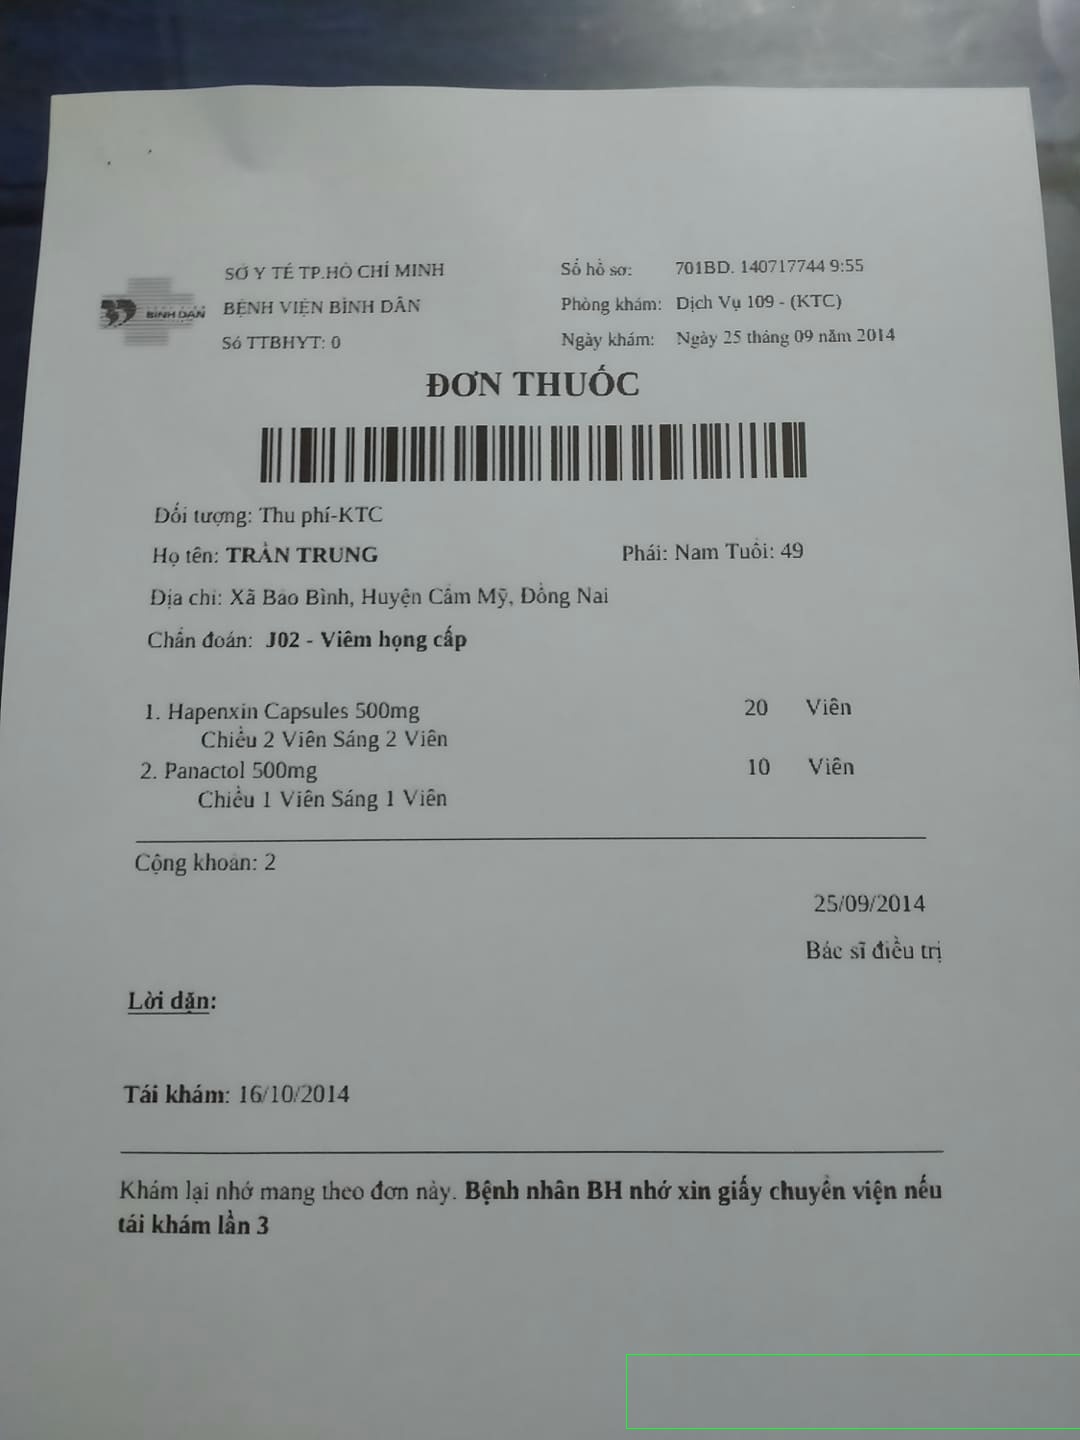 SỞ Y TẾ TP.HỒ CHÍ MINH
BỆNH VIỆN BÌNH DÂN
Số TTBHYT: 0
Số hồ sơ: 701BD. 140717744 9:55
Phòng khám: Dịch Vụ 109 - (KTC)
Ngày khám: Ngày 25 tháng 09 năm 2014
BINH DAN
ĐƠN THUỐC
Đối tượng: Thu phí-KTC
Họ tên: TRẦN TRUNG Phái: Nam Tuổi: 49
Địa chỉ: Xã Bảo Bình, Huyện Cẩm Mỹ, Đồng Nai
Chẩn đoán: J02 - Viêm họng cấp
1. Hapenxin Capsules 500mg 20 Viên
Chiều 2 Viên Sáng 2 Viên
2. Panactol 500mg 10 Viên
Chiều 1 Viên Sáng 1 Viên
Cộng khoản: 2
25/09/2014
Bác sĩ điều trị
Lời dặn:
Tái khám: 16/10/2014
Khám lại nhớ mang theo đơn này. Bệnh nhân BH nhớ xin giấy chuyển viện nếu
tái khám lần 3